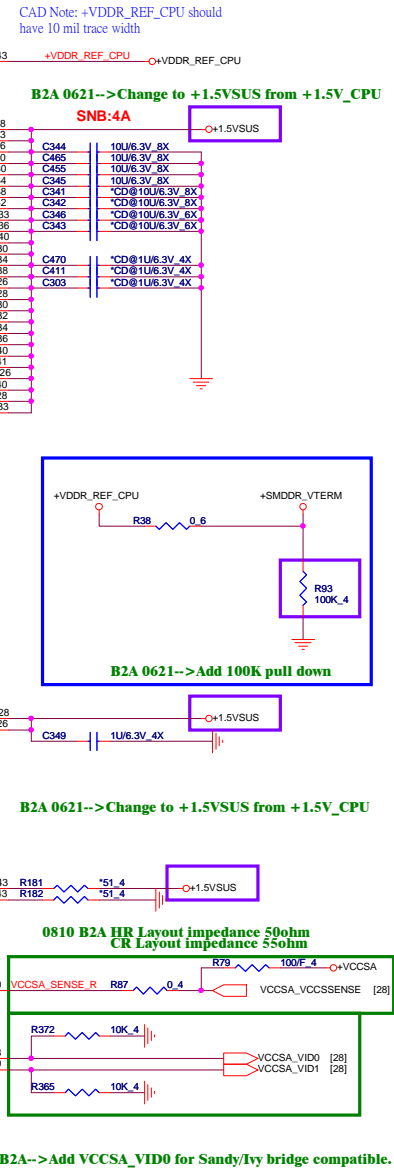 CAD Note: +VDDR_REF_CPU should
have 10 mil trace width
43 +VDDR_REF_CPU +VDDR_REF_CPU
B2A 0621-->Change to +1.5VSUS from +1.5V_CPU
SNB:4A
+1.5VSUS
C344 10U/6.3V_8X
C465 10U/6.3V_8X
C455 10U/6.3V_8X
C345 10U/6.3V_8X
C341 *CD@10U/6.3V_8X
C342 *CD@10U/6.3V_8X
C346 *CD@10U/6.3V_6X
C343 *CD@10U/6.3V_6X
C470 *CD@1U/6.3V_4X
C411 *CD@1U/6.3V_4X
C303 *CD@1U/6.3V_4X
+VDDR_REF_CPU +SMDDR_VTERM
R38 0_6
R93
100K_4
B2A 0621-->Add 100K pull down
28 +1.5VSUS
26
C349 1U/6.3V_4X
B2A 0621-->Change to +1.5VSUS from +1.5V_CPU
43 R181 *51_4 +1.5VSUS
43 R182 *51_4
0810 B2A HR Layout impedance 50ohm
CR Layout impedance 55ohm
R79 100/F_4 +VCCSA
VCCSA_SENSE_R R87 0_4 VCCSA_VCCSSENSE [28]
R372 10K_4
VCCSA_VID0 [28]
VCCSA_VID1 [28]
R365 10K_4
B2A-->Add VCCSA_VID0 for Sandy/Ivy bridge compatible.